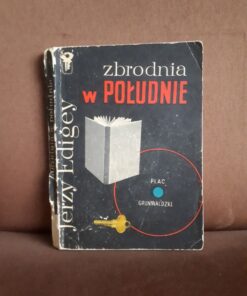 zbrodnia
w POŁUDNIE
Jerzy Edigey
PLAC
GRUNWALDZKI